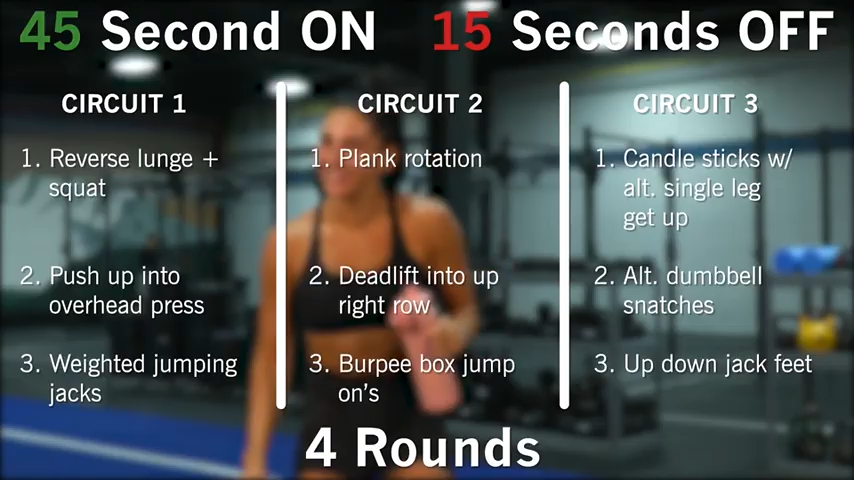 45 Second ON 15 Seconds OFF
CIRCUIT 1
1. Reverse lunge +
squat
2. Push up into
overhead press
3. Weighted jumping
jacks
CIRCUIT 2
1. Plank rotation
2. Deadlift into up
right row
3. Burpee box jump
on's
CIRCUIT 3
1. Candle sticks w/
alt. single leg
get up
2. Alt. dumbbell
snatches
3. Up down jack feet
4 Rounds